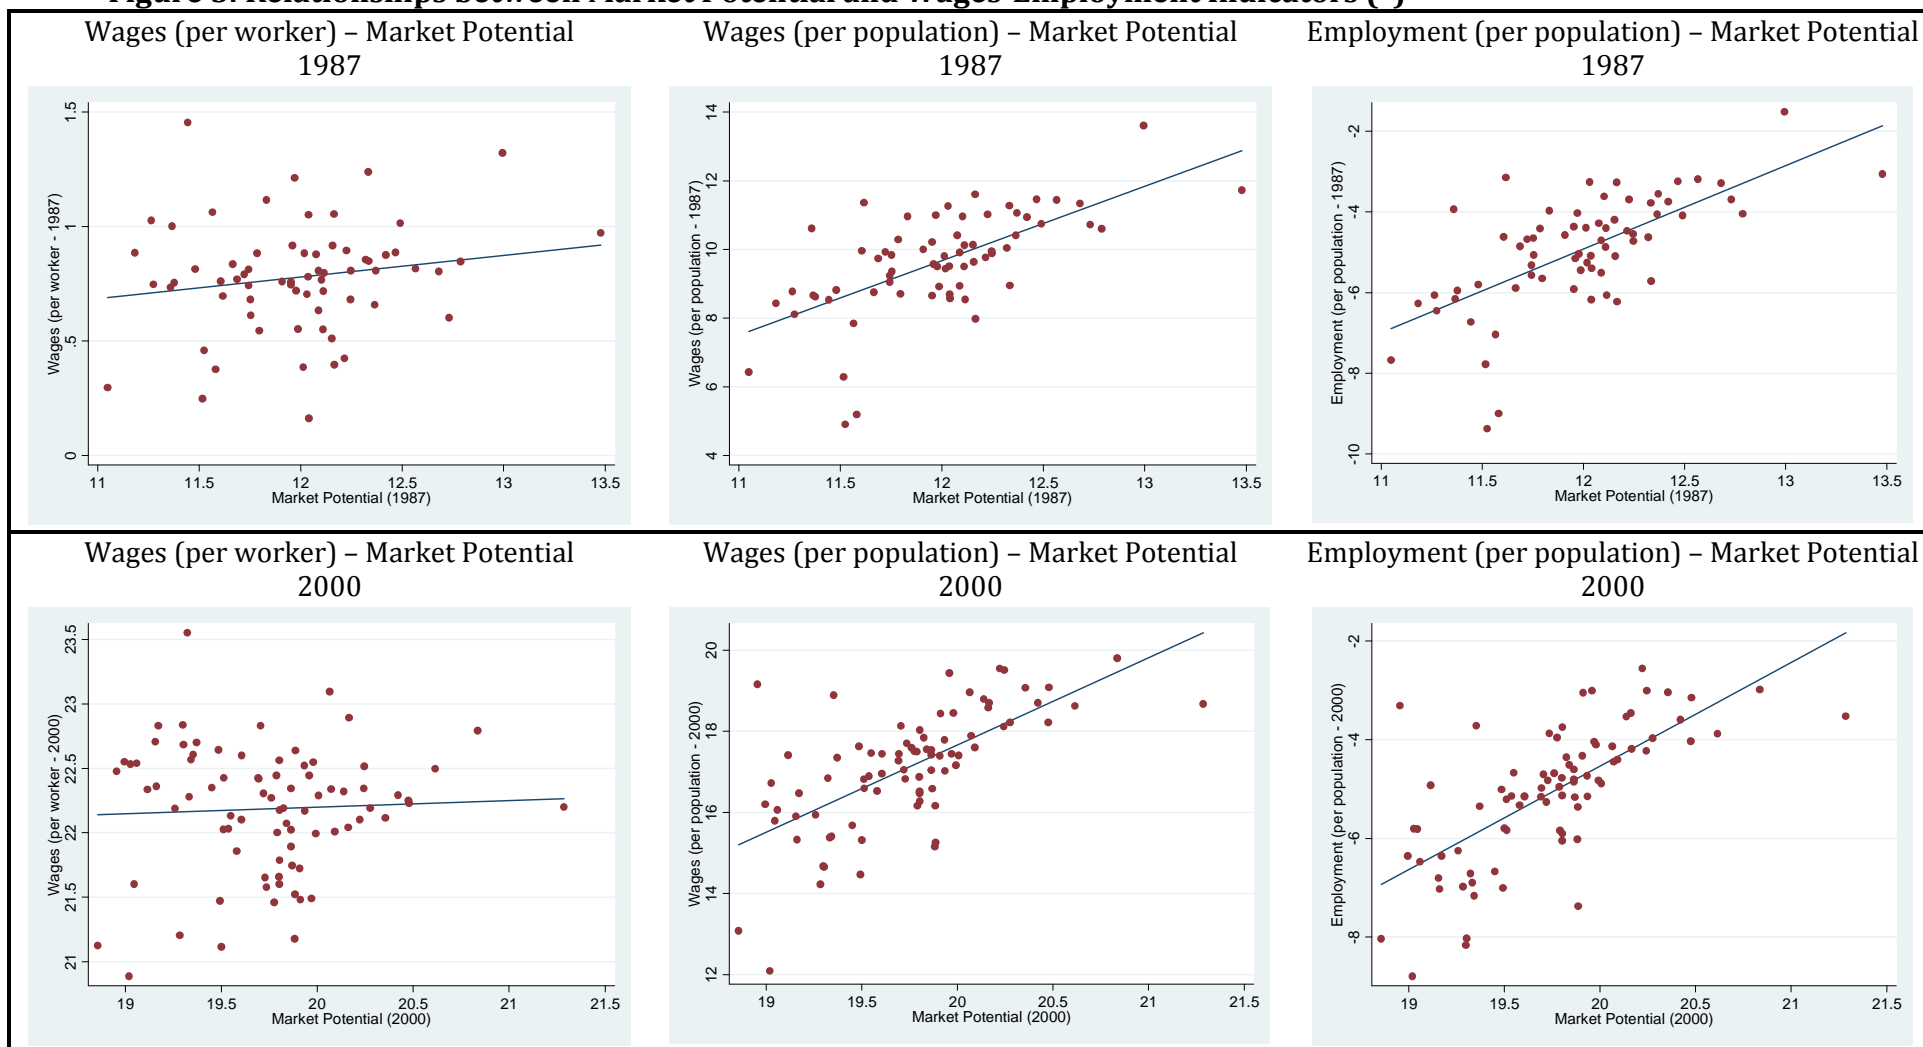 Wages (per worker) – Market Potential
1987
Wages (per population) – Market Potential
1987
Employment (per population) – Market Potential
1987
Wages (per worker - 1987)
1.5
1
.5
0
11 11.5 12 12.5 13 13.5
Market Potential (1987)
Wages (per population - 1987)
14
12
10
8
6
4
11 11.5 12 12.5 13 13.5
Market Potential (1987)
Employment (per population - 1987)
-2
-4
-6
-8
-10
11 11.5 12 12.5 13 13.5
Market Potential (1987)
Wages (per worker) – Market Potential
2000
Wages (per population) – Market Potential
2000
Employment (per population) – Market Potential
2000
Wages (per worker - 2000)
23.5
23
22.5
22
21.5
21
19 19.5 20 20.5 21 21.5
Market Potential (2000)
Wages (per population - 2000)
20
18
16
14
12
19 19.5 20 20.5 21 21.5
Market Potential (2000)
Employment (per population - 2000)
-2
-4
-6
-8
19 19.5 20 20.5 21 21.5
Market Potential (2000)